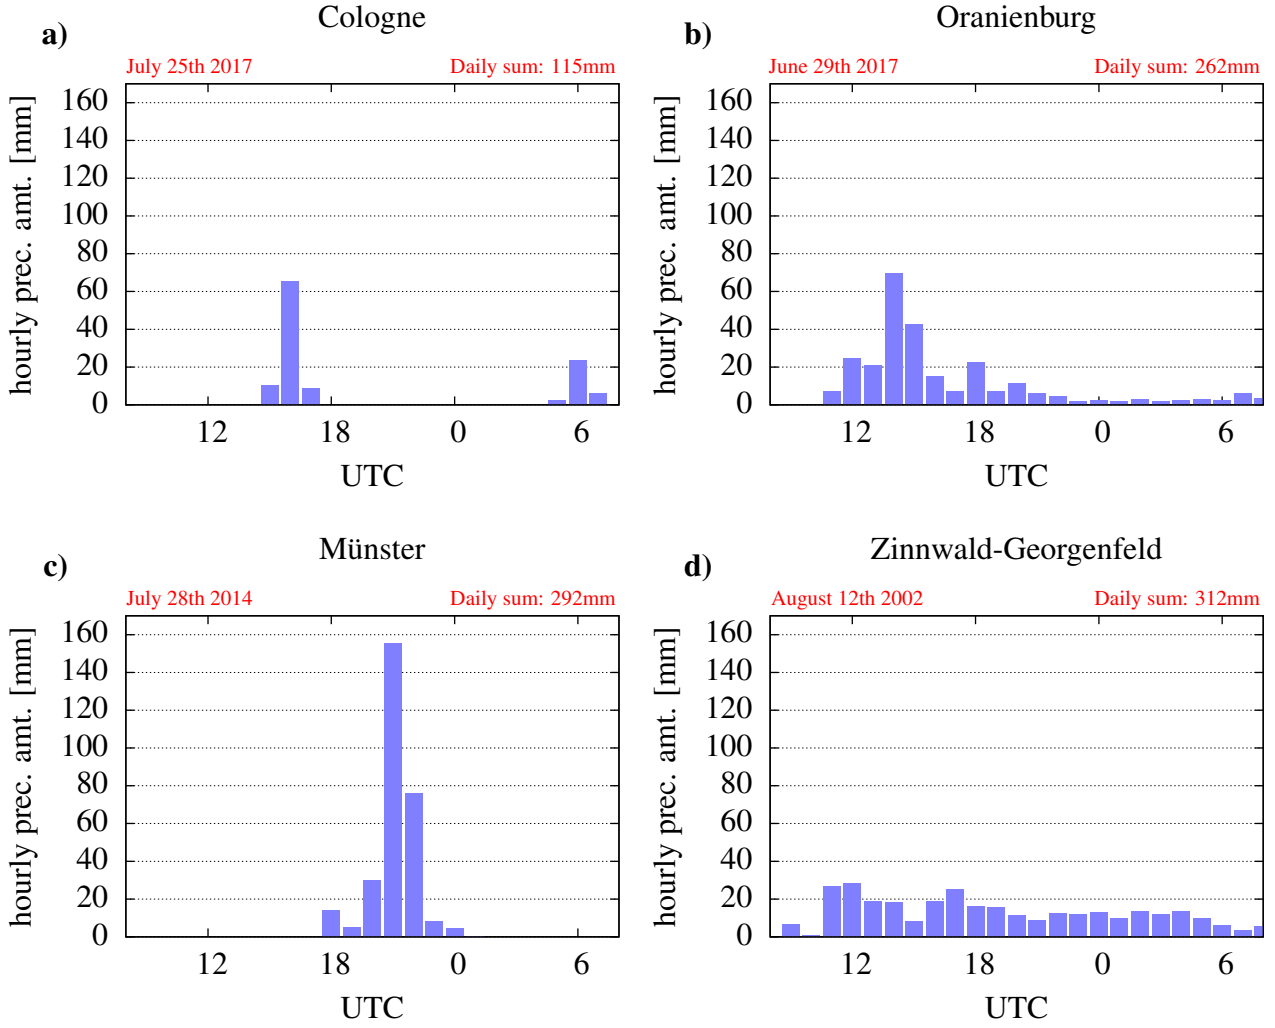 a)
Cologne
July 25th 2017 Daily sum: 115mm
hourly prec. amt. [mm]
160
140
120
100
80
60
40
20
0
12 18 0 6
UTC
b)
Oranienburg
June 29th 2017 Daily sum: 262mm
hourly prec. amt. [mm]
160
140
120
100
80
60
40
20
0
12 18 0 6
UTC
c)
Münster
July 28th 2014 Daily sum: 292mm
hourly prec. amt. [mm]
160
140
120
100
80
60
40
20
0
12 18 0 6
UTC
d)
Zinnwald-Georgenfeld
August 12th 2002 Daily sum: 312mm
hourly prec. amt. [mm]
160
140
120
100
80
60
40
20
0
12 18 0 6
UTC